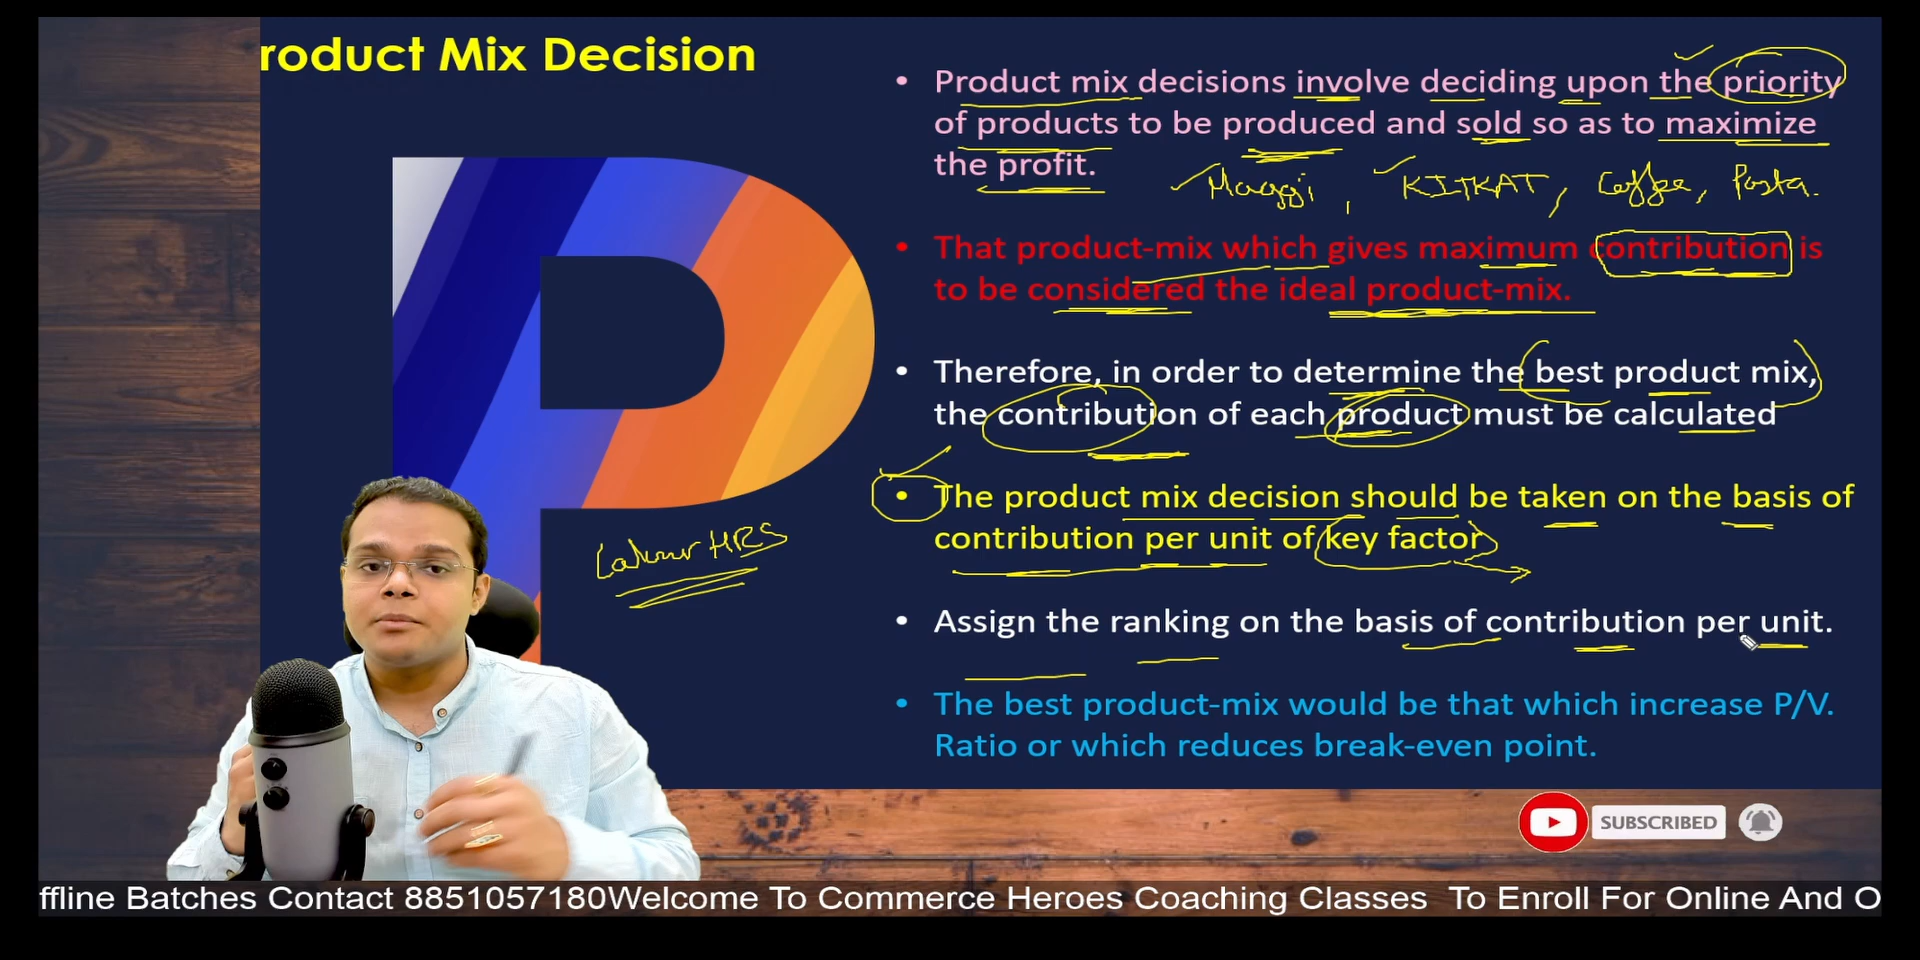 roduct Mix Decision
• Product mix decisions involve deciding upon the priority
of products to be produced and sold so as to maximize
the profit.
Maggi, KITKAT, Coffee, Pasta.
• That product-mix which gives maximum contribution is
to be considered the ideal product-mix.
• Therefore, in order to determine the best product mix,
the contribution of each product must be calculated
• The product mix decision should be taken on the basis of
contribution per unit of key factor
Labour HRS
• Assign the ranking on the basis of contribution per unit.
• The best product-mix would be that which increase P/V.
Ratio or which reduces break-even point.
SUBSCRIBED
ffline Batches Contact 8851057180Welcome To Commerce Heroes Coaching Classes To Enroll For Online And O